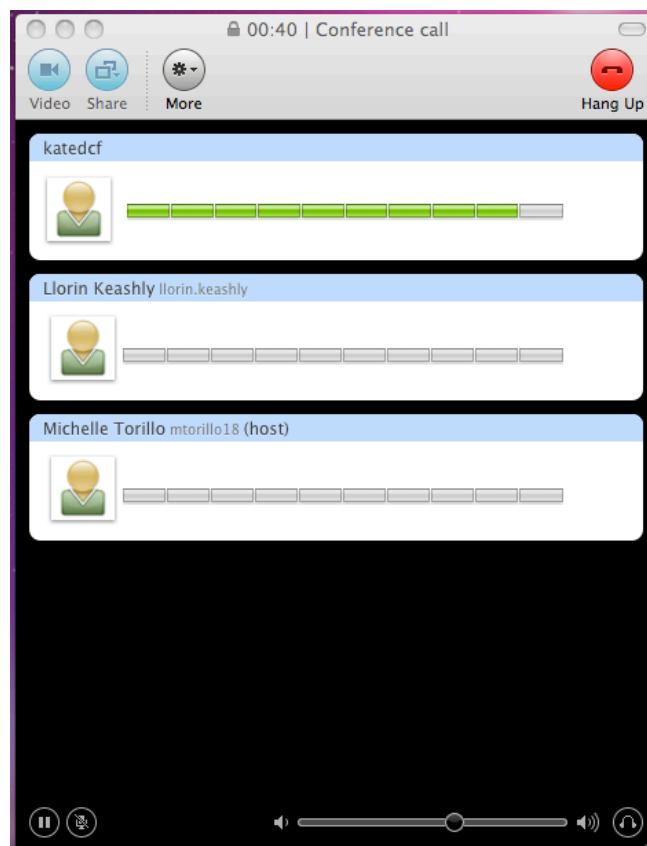 00:40 | Conference call
Video Share More Hang Up
katedcf
Llorin Keashly llorin.keashly
Michelle Torillo mtorillo18 (host)